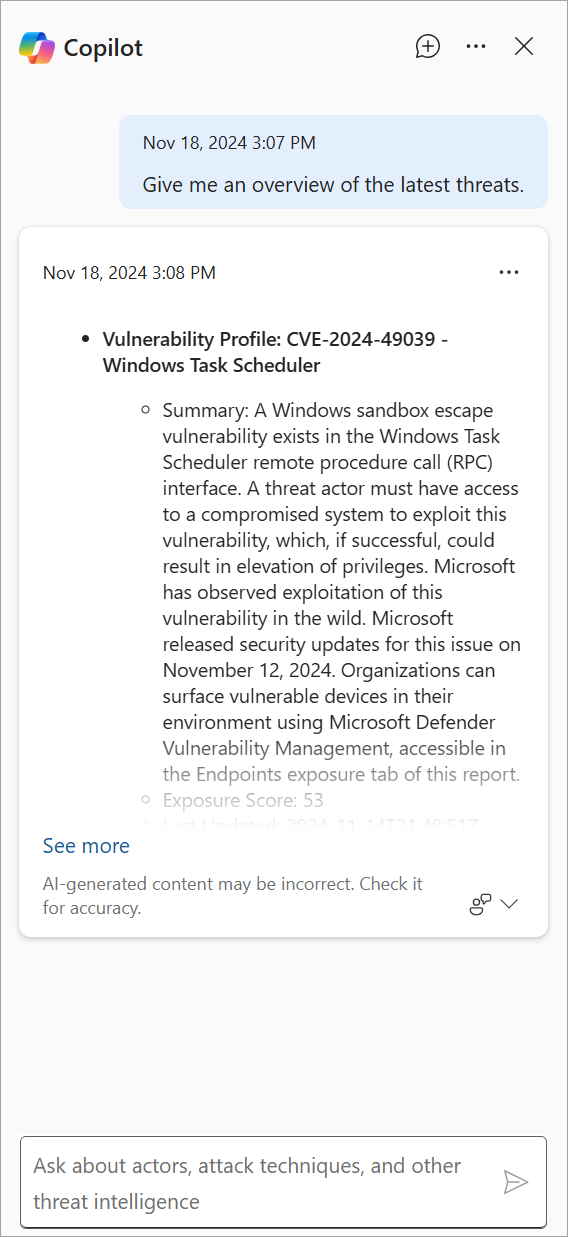 Copilot
Nov 18, 2024 3:07 PM
Give me an overview of the latest threats.
Nov 18, 2024 3:08 PM
• Vulnerability Profile: CVE-2024-49039 -
Windows Task Scheduler
○ Summary: A Windows sandbox escape
vulnerability exists in the Windows Task
Scheduler remote procedure call (RPC)
interface. A threat actor must have access
to a compromised system to exploit this
vulnerability, which, if successful, could
result in elevation of privileges. Microsoft
has observed exploitation of this
vulnerability in the wild. Microsoft
released security updates for this issue on
November 12, 2024. Organizations can
surface vulnerable devices in their
environment using Microsoft Defender
Vulnerability Management, accessible in
the Endpoints exposure tab of this report.
○ Exposure Score: 53
○ Last Updated: 2024-11-14T21:48:51Z
See more
AI-generated content may be incorrect. Check it
for accuracy.
Ask about actors, attack techniques, and other
threat intelligence